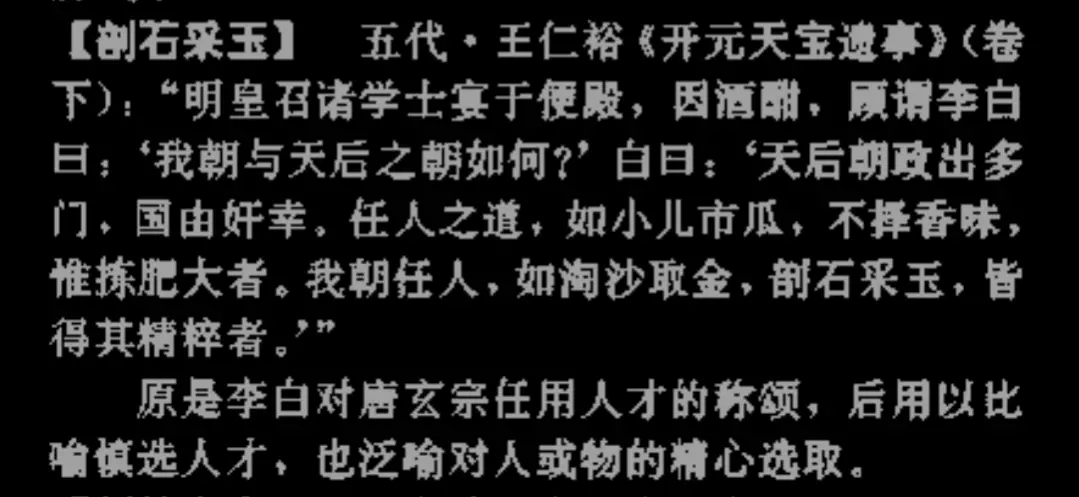 【剖石采玉】 五代·王仁裕《开元天宝遗事》（卷
下）：“明皇召诸学士宴于便殿，因酒酣，顾谓李白
曰：‘我朝与天后之朝如何？’白曰：‘天后朝政出多
门，国由奸幸。任人之道，如小儿市瓜，不择香味，
惟拣肥大者。我朝任人，如淘沙取金，剖石采玉，皆
得其精粹者。’”
原是李白对唐玄宗任用人才的称颂，后用以比
喻慎选人才，也泛喻对人或物的精心选取。